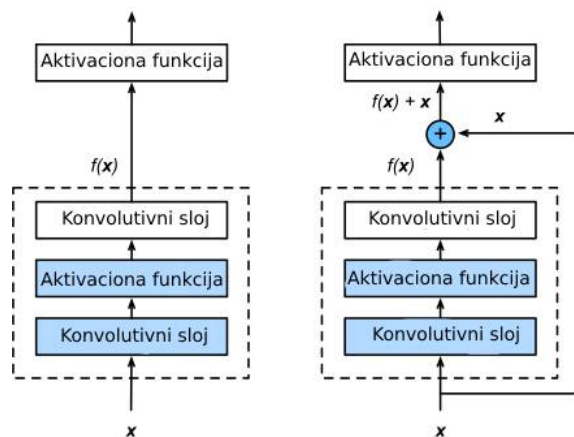 Aktivaciona funkcija
f(x)
Konvolutivni sloj
Aktivaciona funkcija
Konvolutivni sloj
x
Aktivaciona funkcija
f(x) + x
x
+
f(x)
Konvolutivni sloj
Aktivaciona funkcija
Konvolutivni sloj
x